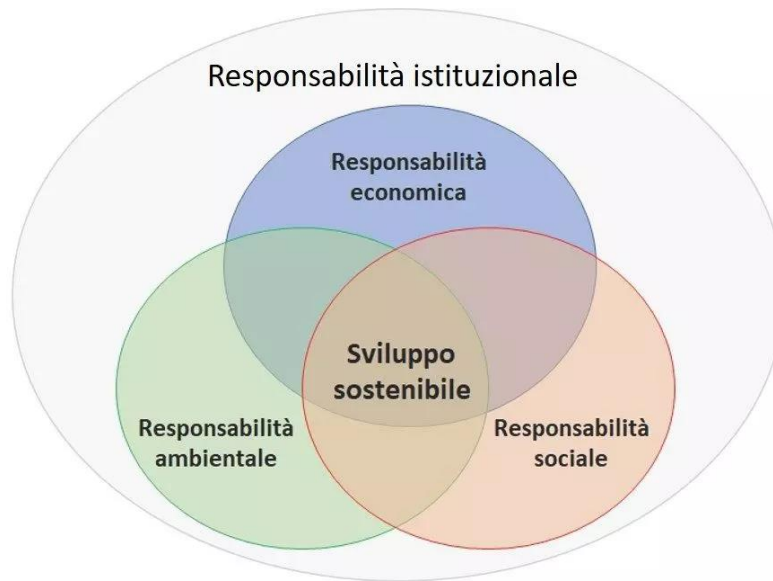 Responsabilità istituzionale
Responsabilità
economica
Sviluppo
sostenibile
Responsabilità
ambientale
Responsabilità
sociale